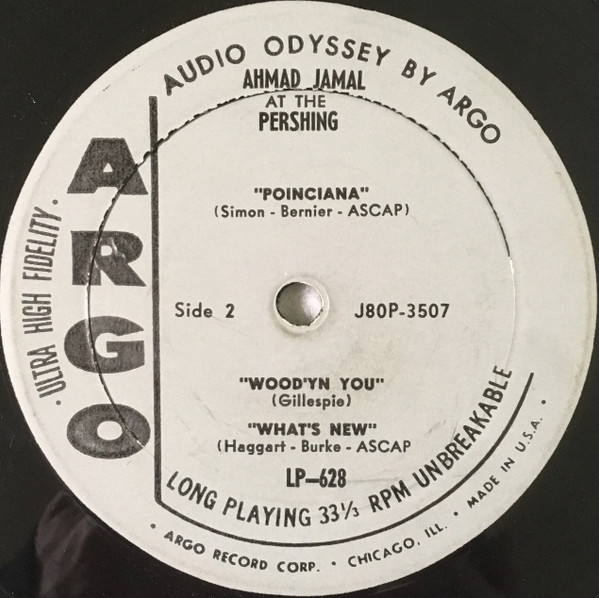 AUDIO ODYSSEY BY ARGO
AHMAD JAMAL
AT THE
PERSHING
ARGO
· ULTRA HIGH FIDELITY ·
"POINCIANA"
(Simon - Bernier - ASCAP)
Side 2
J80P-3507
"WOOD'YN YOU"
(Gillespie)
"WHAT'S NEW"
(Haggart - Burke - ASCAP
LP—628
LONG PLAYING 33⅓ RPM UNBREAKABLE
· ARGO RECORD CORP. · CHICAGO, ILL. · MADE IN U.S.A. ·